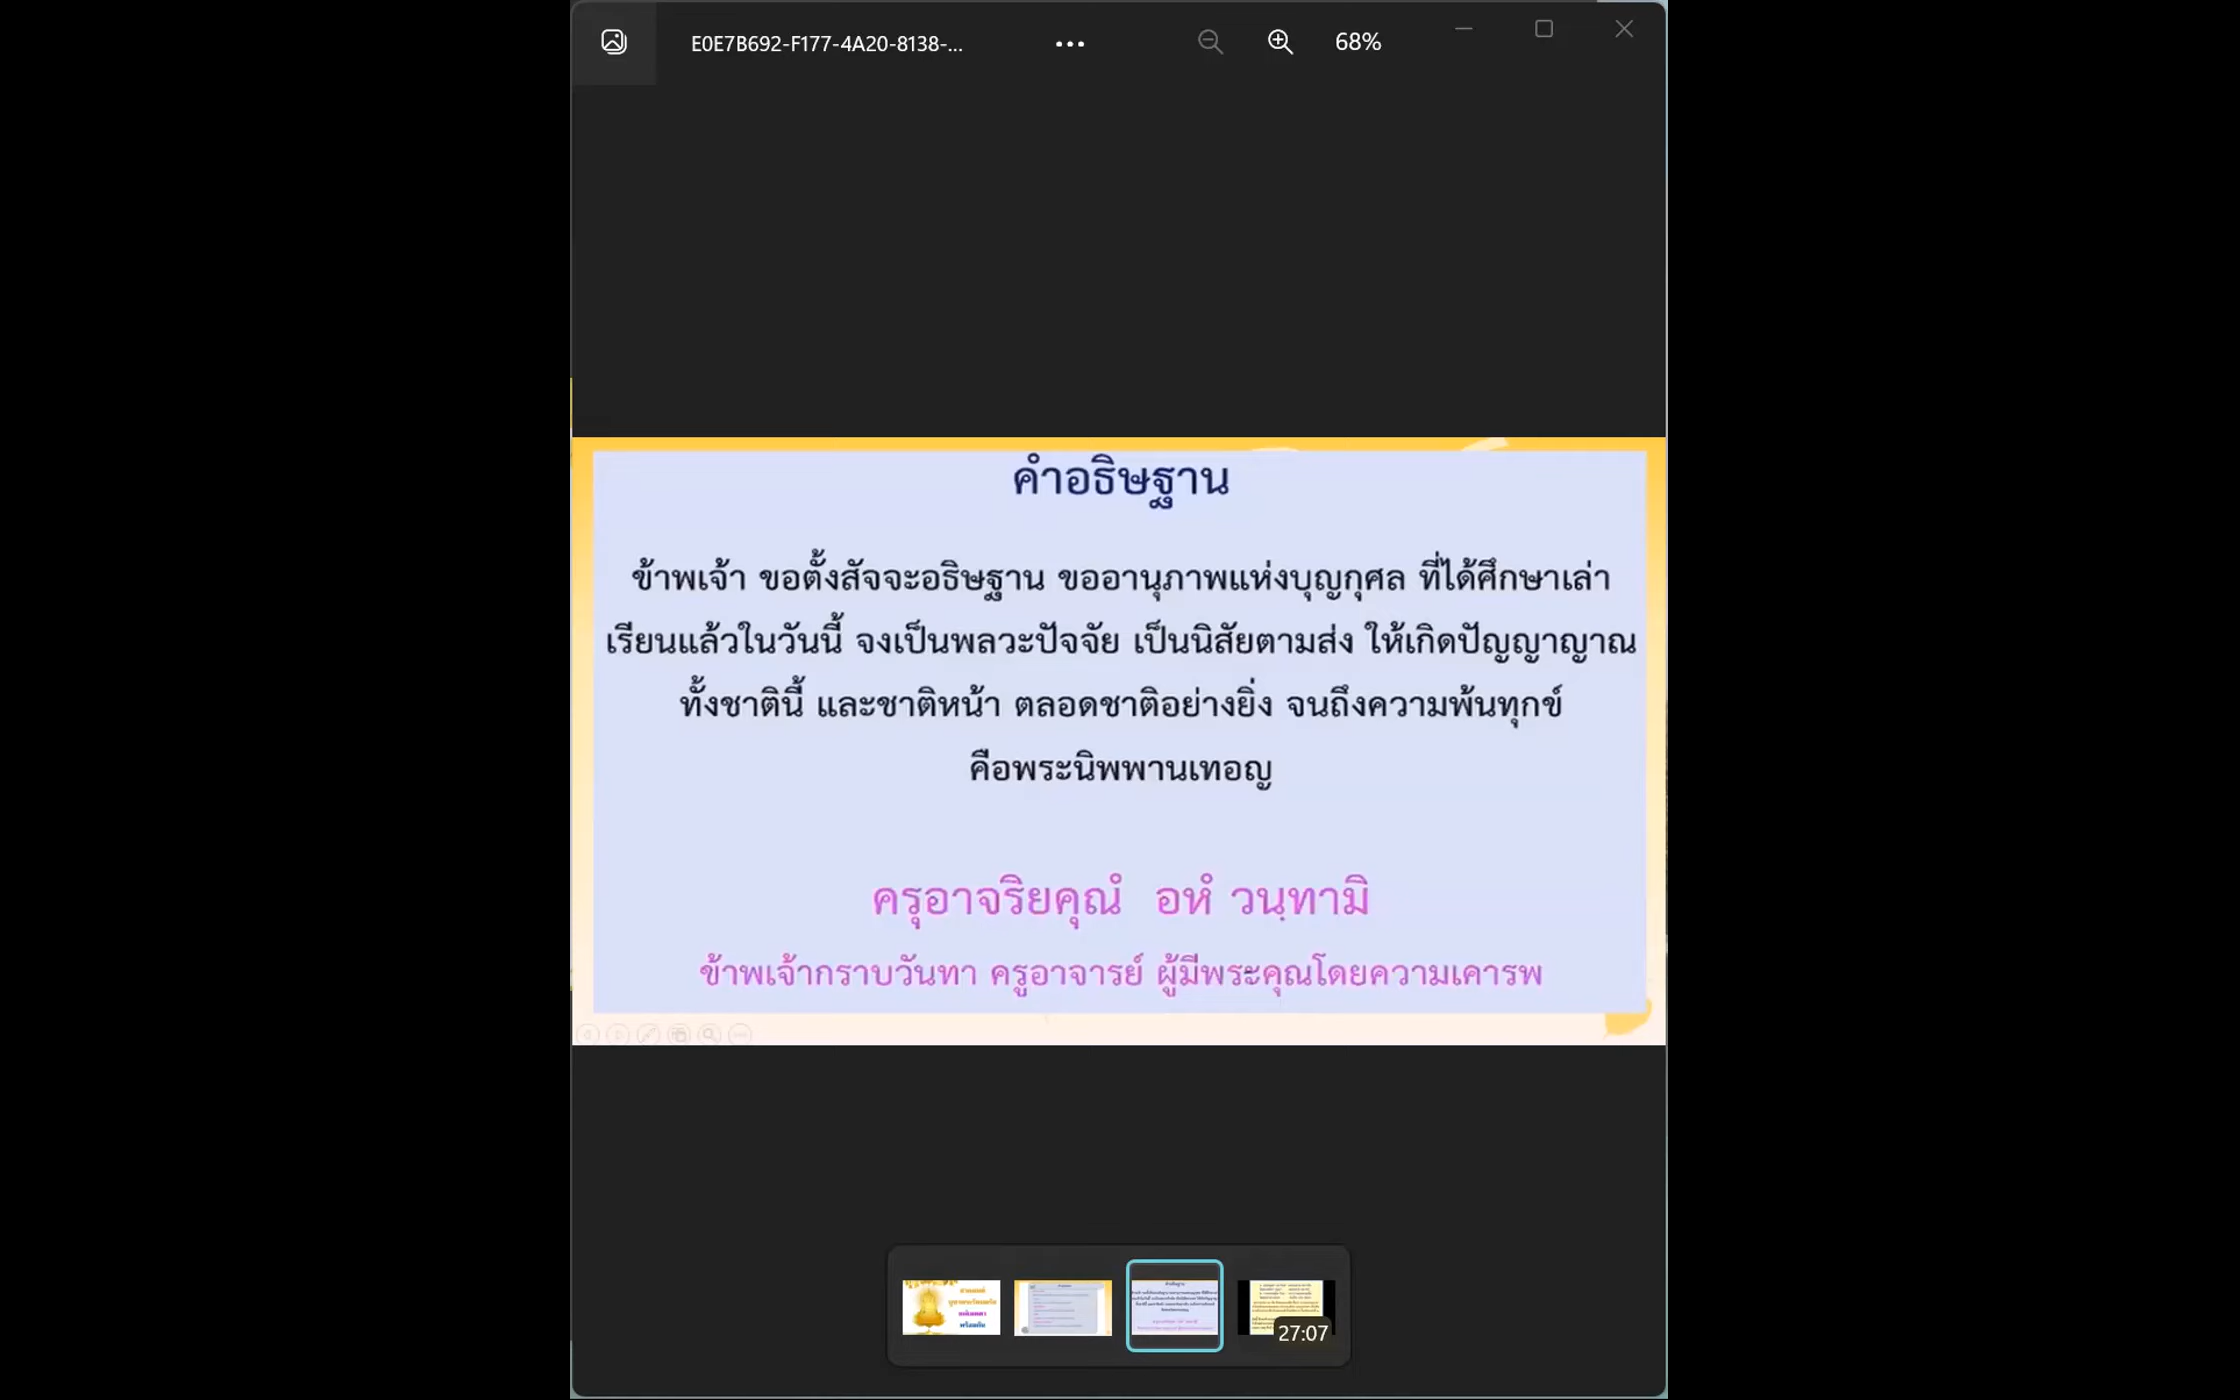 E0E7B692-F177-4A20-8138-...
68%
คำอธิษฐาน
ข้าพเจ้า ขอตั้งสัจจะอธิษฐาน ขออานุภาพแห่งบุญกุศล ที่ได้ศึกษาเล่า
เรียนแล้วในวันนี้ จงเป็นพลวะปัจจัย เป็นนิสัยตามส่ง ให้เกิดปัญญาญาณ
ทั้งชาตินี้ และชาติหน้า ตลอดชาติอย่างยิ่ง จนถึงความพ้นทุกข์
คือพระนิพพานเทอญ
ครุอาจริยคุณํ อหํ วนฺทามิ
ข้าพเจ้ากราบวันทา ครูอาจารย์ ผู้มีพระคุณโดยความเคารพ
27:07